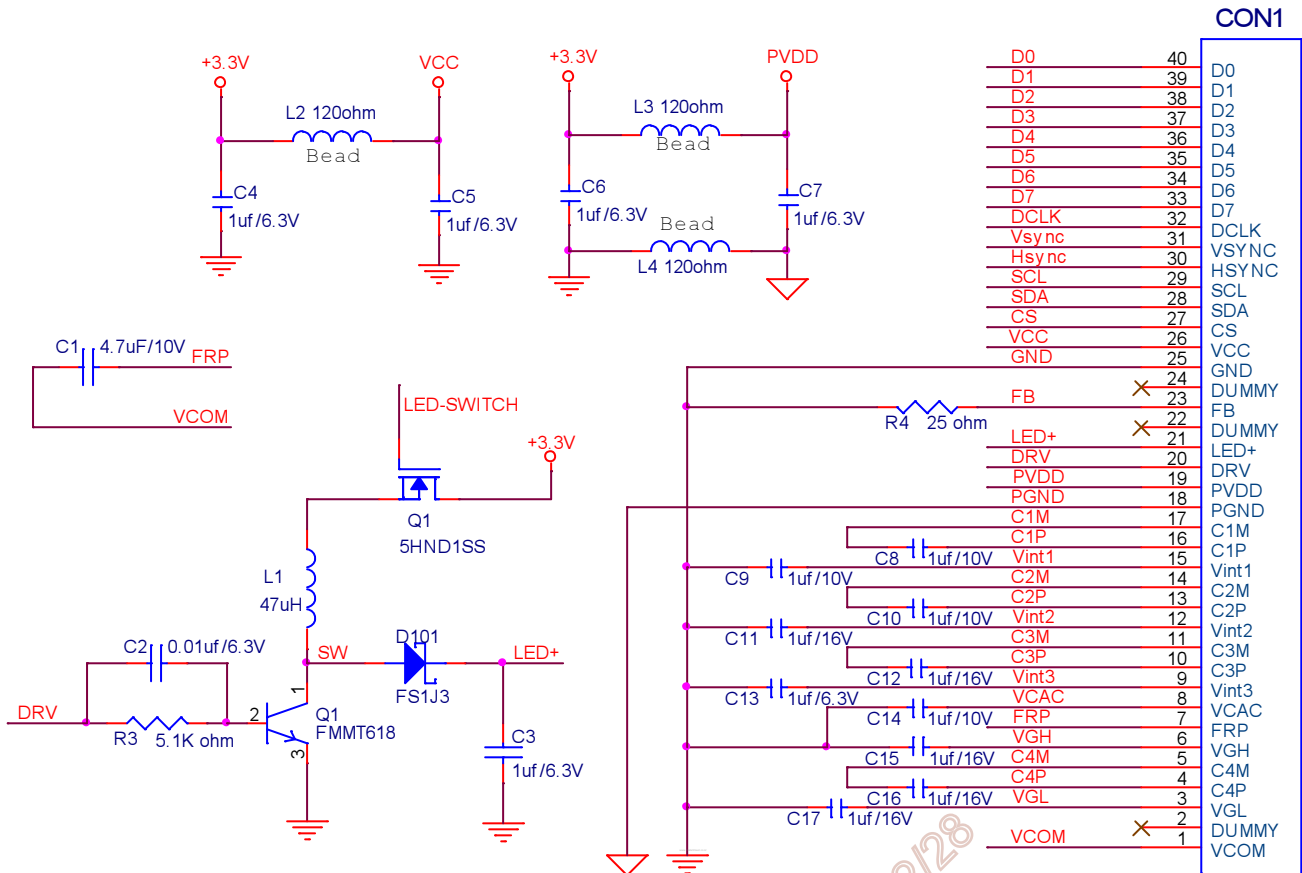 CON1
+3.3V
VCC
L2 120ohm
Bead
C4
1uf/6.3V
C5
1uf/6.3V
+3.3V
PVDD
L3 120ohm
Bead
C6
1uf/6.3V
C7
1uf/6.3V
Bead
L4 120ohm
C1 4.7uF/10V FRP
VCOM
LED-SWITCH
+3.3V
Q1
5HND1SS
L1
47uH
D101
SW
LED+
FS1J3
C2 0.01uf/6.3V
DRV
R3 5.1K ohm
1
2
3
Q1
FMMT618
C3
1uf/6.3V
D0 40 D0
D1 39 D1
D2 38 D2
D3 37 D3
D4 36 D4
D5 35 D5
D6 34 D6
D7 33 D7
DCLK 32 DCLK
Vsync 31 VSYNC
Hsync 30 HSYNC
SCL 29 SCL
SDA 28 SDA
CS 27 CS
VCC 26 VCC
GND 25 GND
24 DUMMY
FB 23 FB
R4 25 ohm
22 DUMMY
LED+ 21 LED+
DRV 20 DRV
PVDD 19 PVDD
PGND 18 PGND
C1M 17 C1M
C1P 16 C1P
C8 1uf/10V
Vint1 15 Vint1
C9 1uf/10V
C2M 14 C2M
C2P 13 C2P
C10 1uf/10V
Vint2 12 Vint2
C11 1uf/16V
C3M 11 C3M
C3P 10 C3P
C12 1uf/16V
Vint3 9 Vint3
C13 1uf/6.3V
VCAC 8 VCAC
C14 1uf/10V
FRP 7 FRP
VGH 6 VGH
C15 1uf/16V
C4M 5 C4M
C4P 4 C4P
C16 1uf/16V
VGL 3 VGL
C17 1uf/16V
2 DUMMY
VCOM 1 VCOM